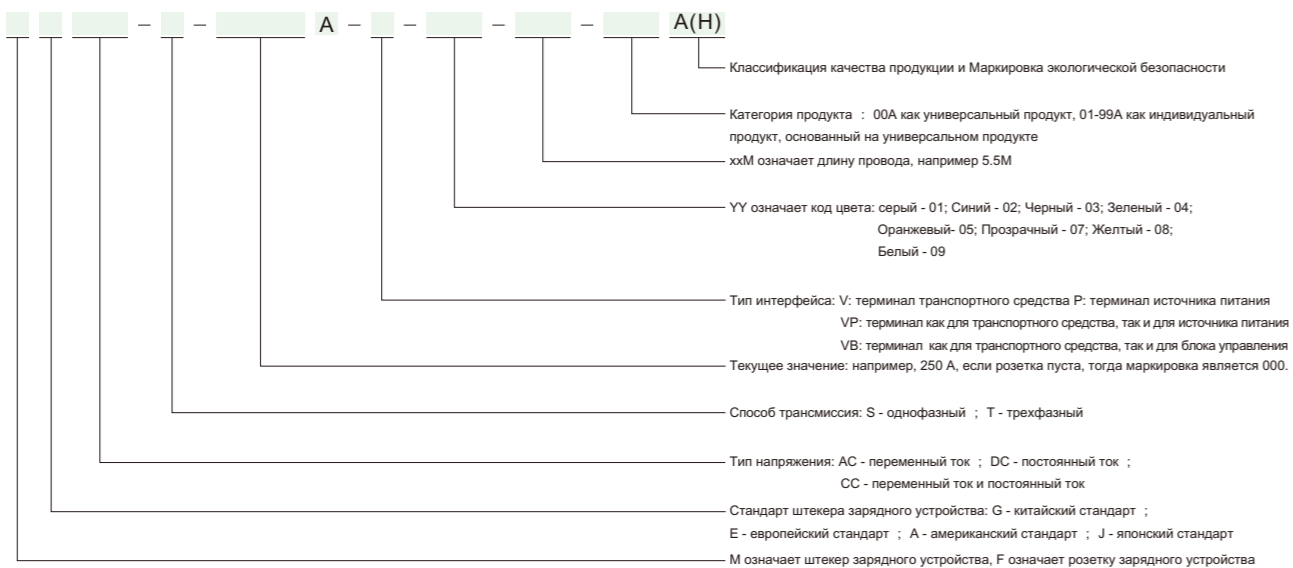 – – A – – – – A(H)
Классификация качества продукции и Маркировка экологической безопасности
Категория продукта : 00A как универсальный продукт, 01-99A как индивидуальный
продукт, основанный на универсальном продукте
xxM означает длину провода, например 5.5M
YY означает код цвета: серый - 01; Синий - 02; Черный - 03; Зеленый - 04;
Оранжевый- 05; Прозрачный - 07; Желтый - 08;
Белый - 09
Тип интерфейса: V: терминал транспортного средства P: терминал источника питания
VP: терминал как для транспортного средства, так и для источника питания
VB: терминал как для транспортного средства, так и для блока управления
Текущее значение: например, 250 A, если розетка пуста, тогда маркировка является 000.
Способ трансмиссия: S - однофазный ; T - трехфазный
Тип напряжения: AC - переменный ток ; DC - постоянный ток ;
CC - переменный ток и постоянный ток
Стандарт штекера зарядного устройства: G - китайский стандарт ;
E - европейский стандарт ; A - американский стандарт ; J - японский стандарт
M означает штекер зарядного устройства, F означает розетку зарядного устройства